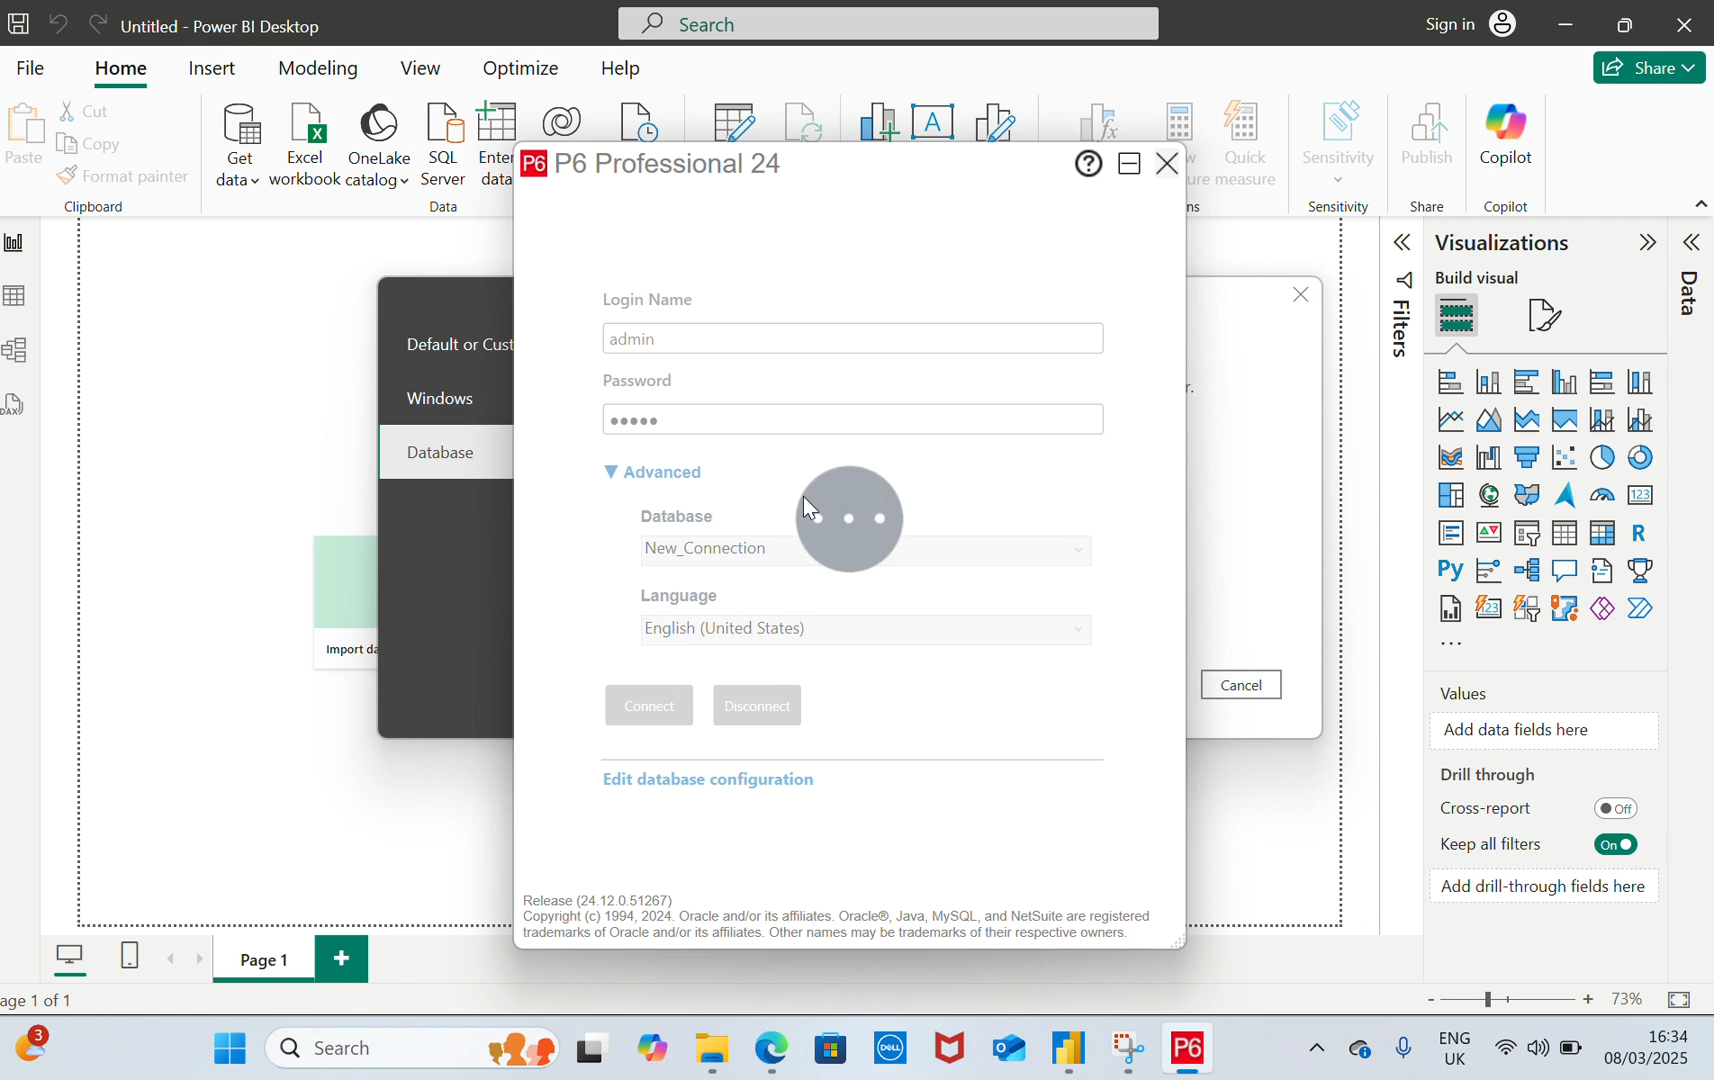 Untitled - Power BI Desktop
Search
Sign in
File
Home
Insert
Modeling
View
Optimize
Help
Share
Paste
Cut
Copy
Format painter
Clipboard
Get data
Excel workbook
OneLake catalog
SQL Server
Enter data
Data
Quick measure
Sensitivity
Sensitivity
Publish
Share
Copilot
Copilot
P6 P6 Professional 24
Login Name
admin
Password
Advanced
Database
New_Connection
Language
English (United States)
Connect
Disconnect
Edit database configuration
Release (24.12.0.51267)
Copyright (c) 1994, 2024. Oracle and/or its affiliates. Oracle®, Java, MySQL, and NetSuite are registered
trademarks of Oracle and/or its affiliates. Other names may be trademarks of their respective owners.
Default or Cust
Windows
Database
Import da
Cancel
Filters
Visualizations
Build visual
Values
Add data fields here
Drill through
Cross-report
Off
Keep all filters
On
Add drill-through fields here
Data
Page 1
age 1 of 1
73%
3
Search
DELL
P6
ENG
UK
16:34
08/03/2025